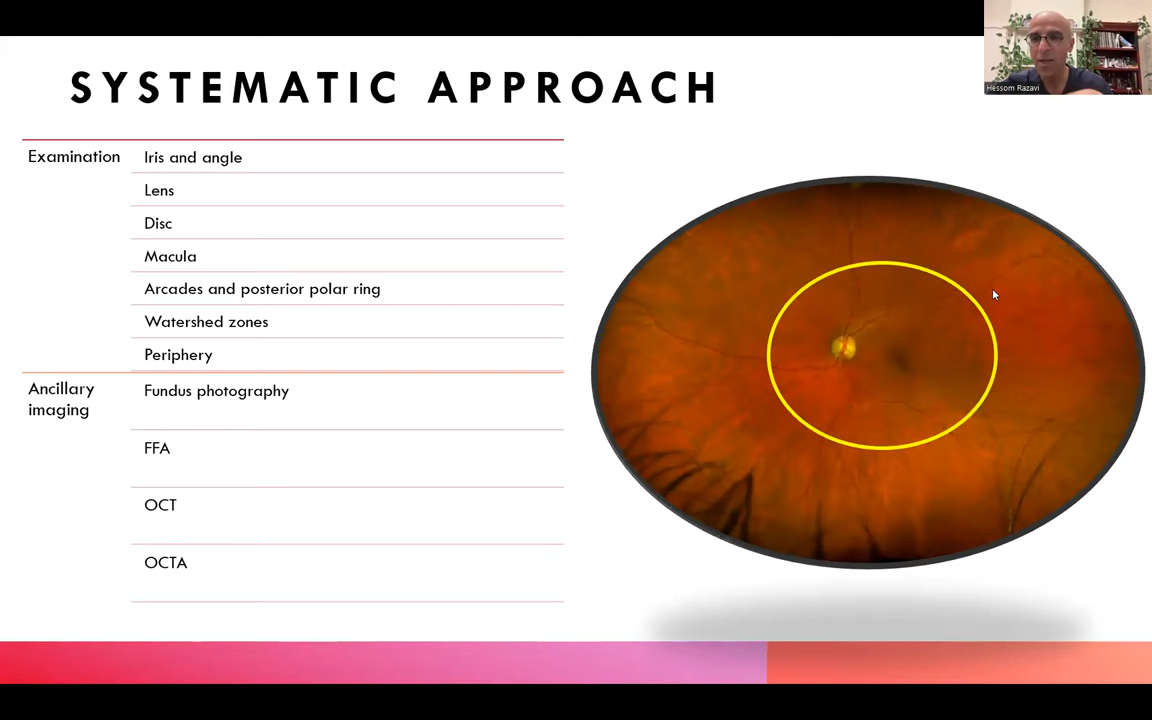 SYSTEMATIC APPROACH
Hessom Razavi
Examination
Iris and angle
Lens
Disc
Macula
Arcades and posterior polar ring
Watershed zones
Periphery
Ancillary
imaging
Fundus photography
FFA
OCT
OCTA